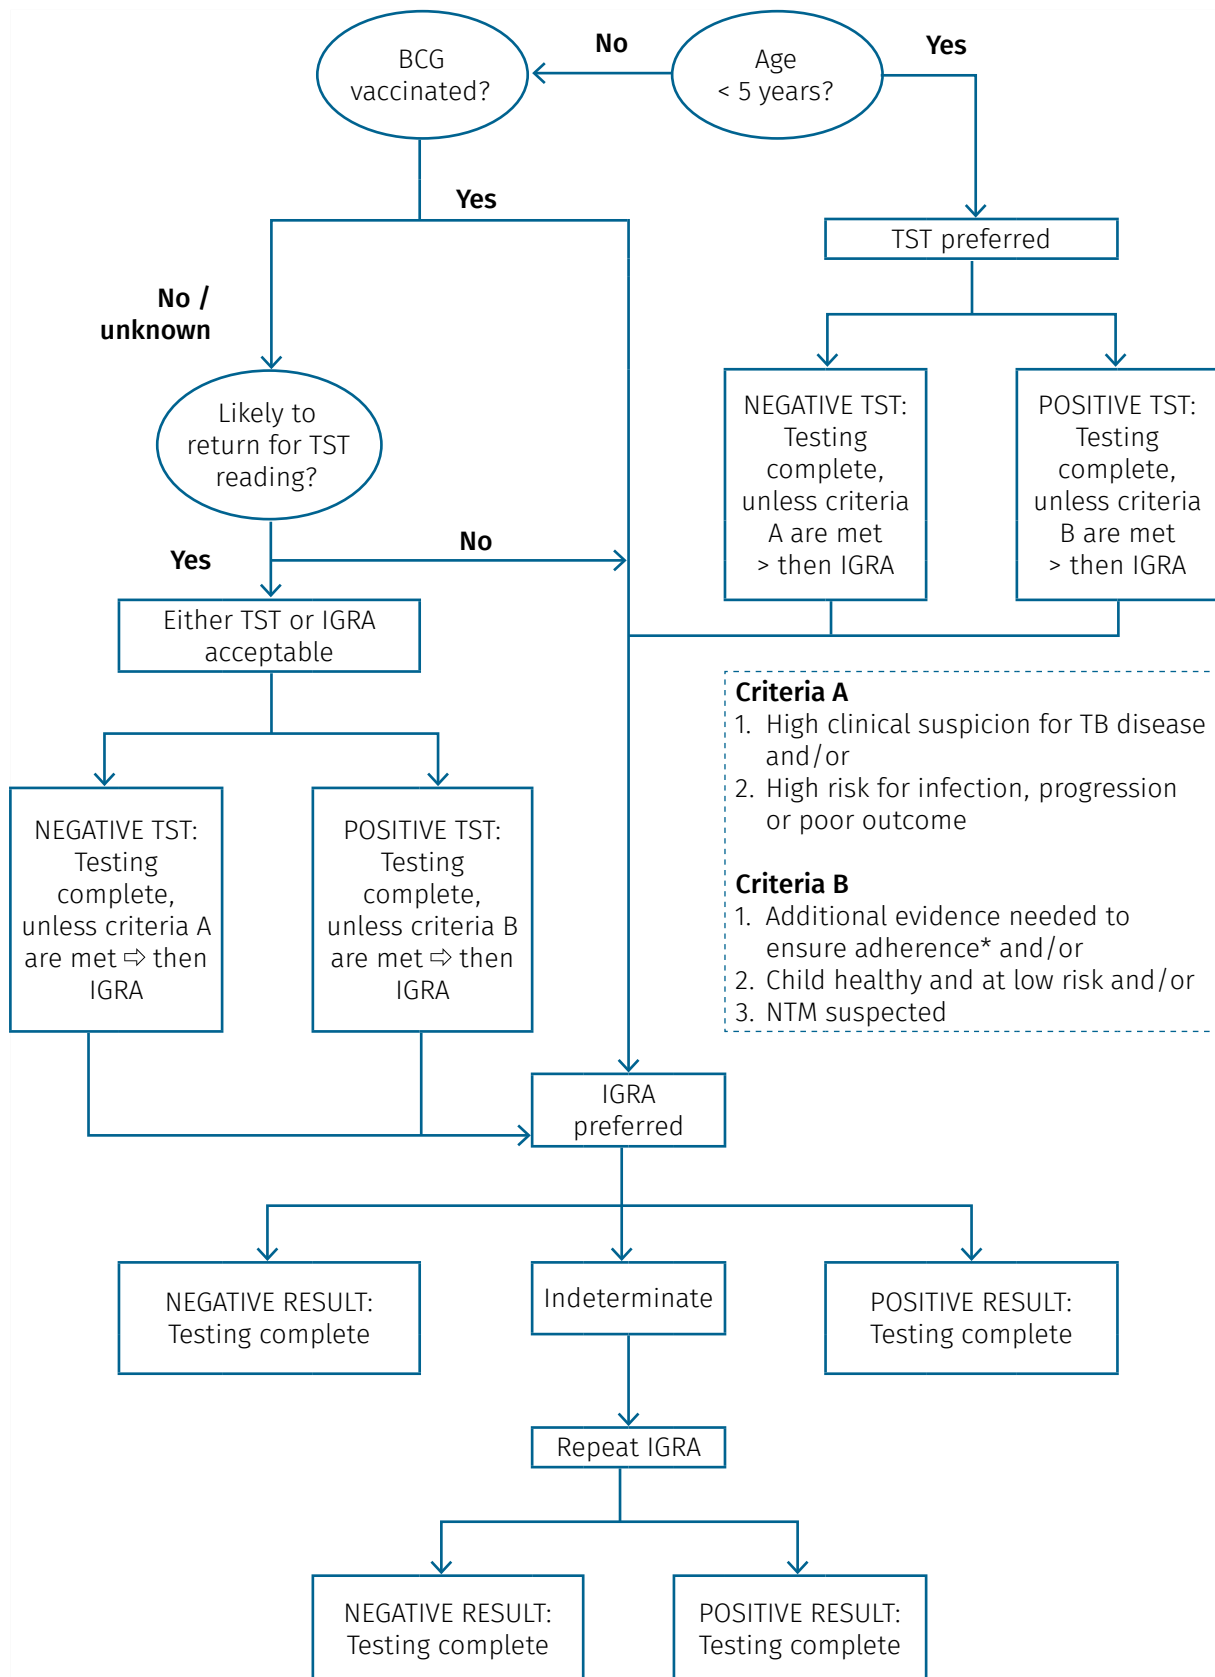 BCG
vaccinated?
No
Age
< 5 years?
Yes
Yes
TST preferred
No /
unknown
Likely to
return for TST
reading?
NEGATIVE TST:
Testing
complete,
unless criteria
A are met
> then IGRA
POSITIVE TST:
Testing
complete,
unless criteria
B are met
> then IGRA
Yes
No
Either TST or IGRA
acceptable
Criteria A
1. High clinical suspicion for TB disease
and/or
2. High risk for infection, progression
or poor outcome
Criteria B
1. Additional evidence needed to
ensure adherence* and/or
2. Child healthy and at low risk and/or
3. NTM suspected
NEGATIVE TST:
Testing
complete,
unless criteria A
are met ⇨ then
IGRA
POSITIVE TST:
Testing
complete,
unless criteria B
are met ⇨ then
IGRA
IGRA
preferred
NEGATIVE RESULT:
Testing complete
Indeterminate
POSITIVE RESULT:
Testing complete
Repeat IGRA
NEGATIVE RESULT:
Testing complete
POSITIVE RESULT:
Testing complete